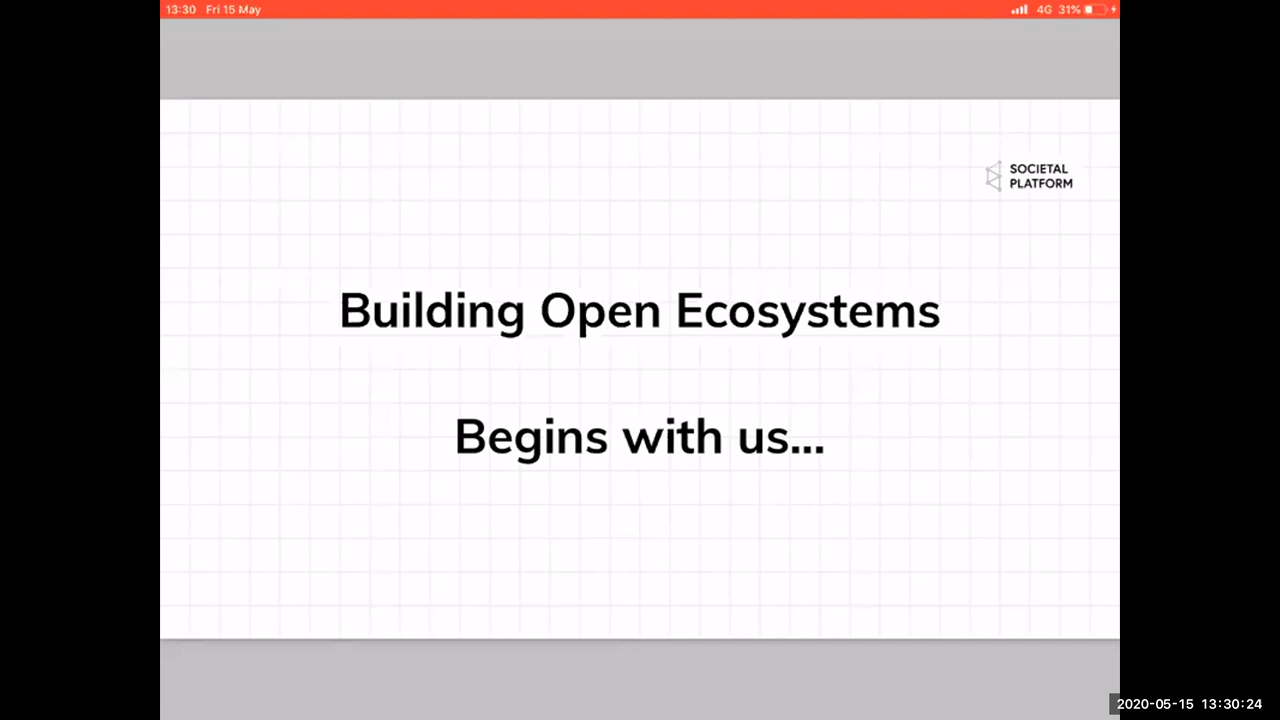 13:30 Fri 15 May 4G 31%
SOCIETAL
PLATFORM
Building Open Ecosystems
Begins with us...
2020-05-15 13:30:24